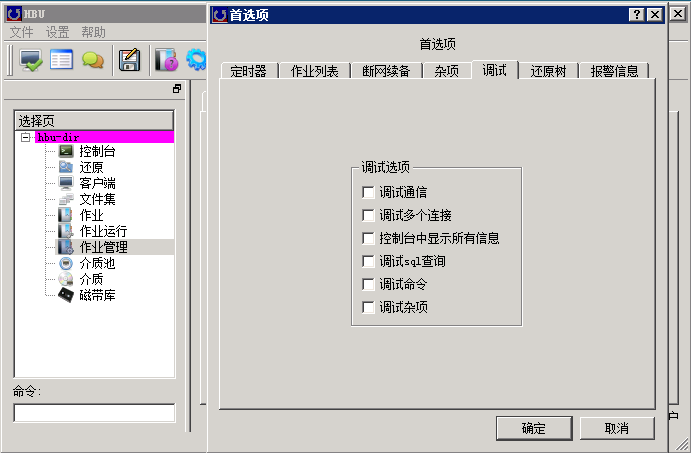 HBU
文件 设置 帮助
选择页
hbu-dir
控制台
还原
客户端
文件集
作业
作业运行
作业管理
介质池
介质
磁带库
命令:
首选项
首选项
定时器 作业列表 断网续备 杂项 调试 还原树 报警信息
调试选项
调试通信
调试多个连接
控制台中显示所有信息
调试sql查询
调试命令
调试杂项
确定 取消
户